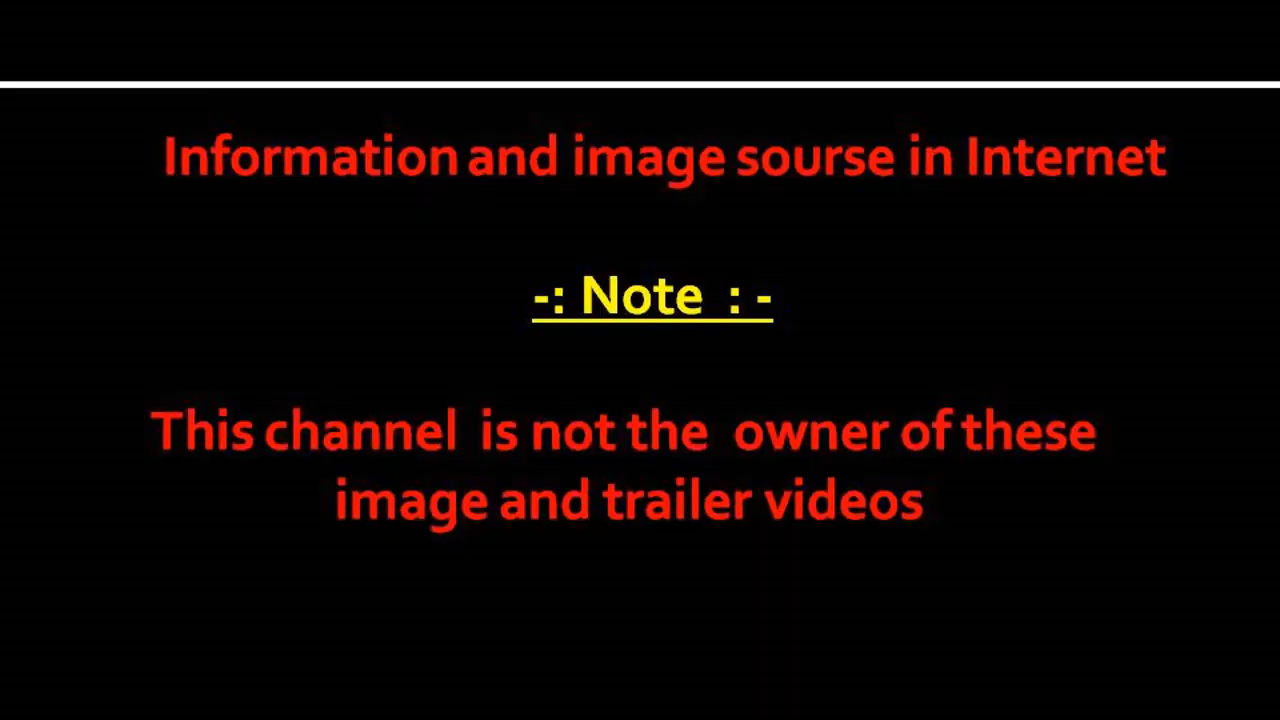 Information and image sourse in Internet
-: Note : -
This channel is not the owner of these
image and trailer videos